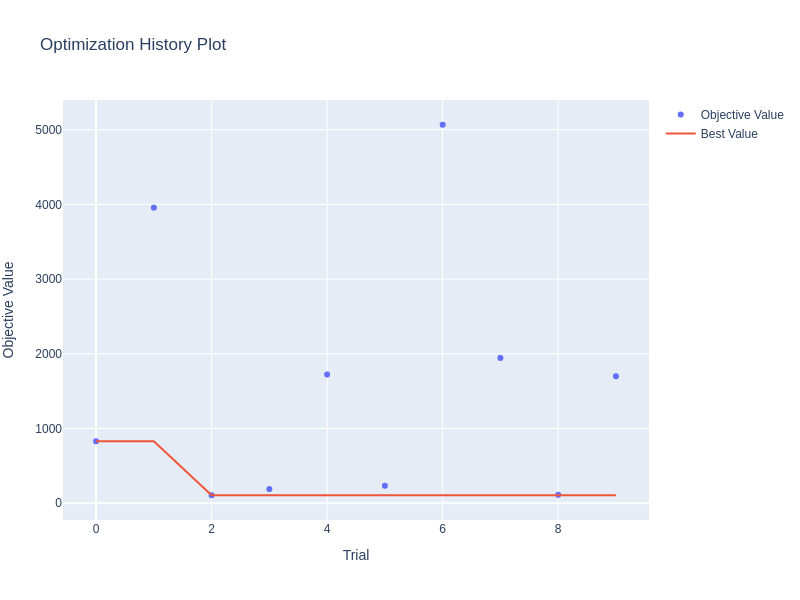 Optimization History Plot
Objective Value
Best Value
5000
4000
3000
2000
1000
0
Objective Value
0 2 4 6 8
Trial